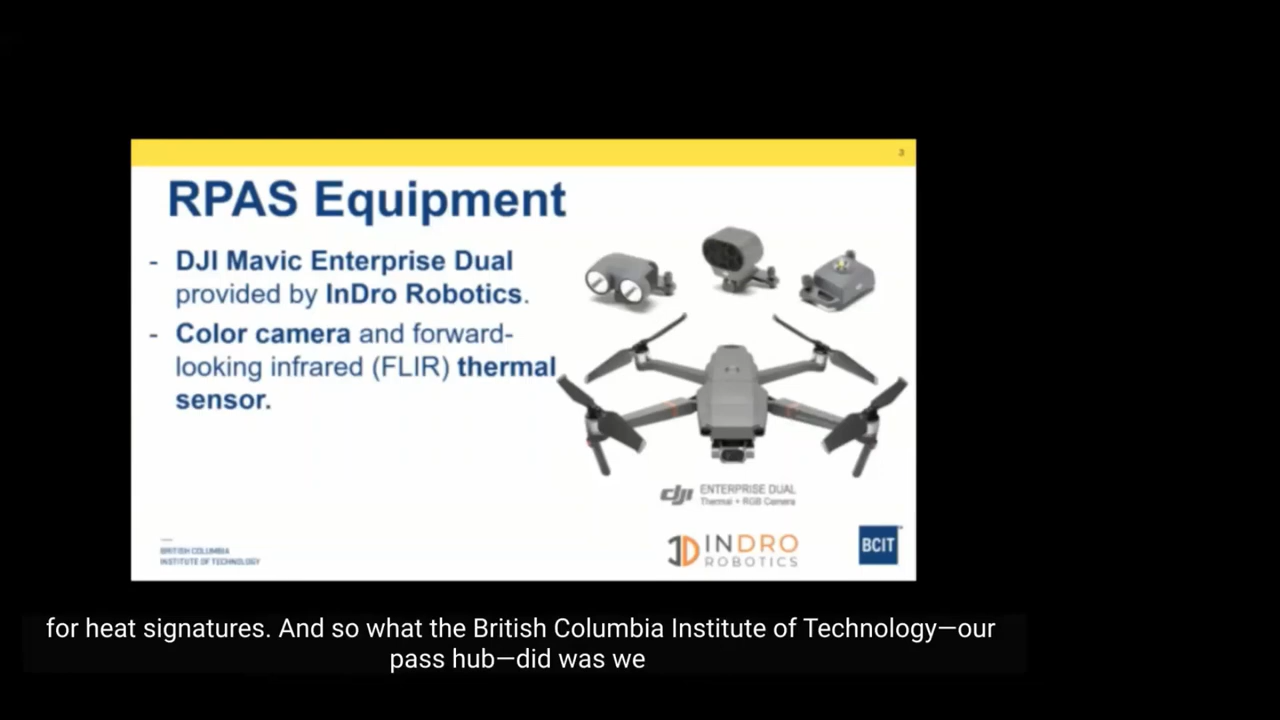 3
RPAS Equipment
- DJI Mavic Enterprise Dual
provided by InDro Robotics.
- Color camera and forward-
looking infrared (FLIR) thermal
sensor.
dji ENTERPRISE DUAL
Thermal + RGB Camera
BRITISH COLUMBIA
INSTITUTE OF TECHNOLOGY
INDRO
ROBOTICS
BCIT
for heat signatures. And so what the British Columbia Institute of Technology—our
pass hub—did was we